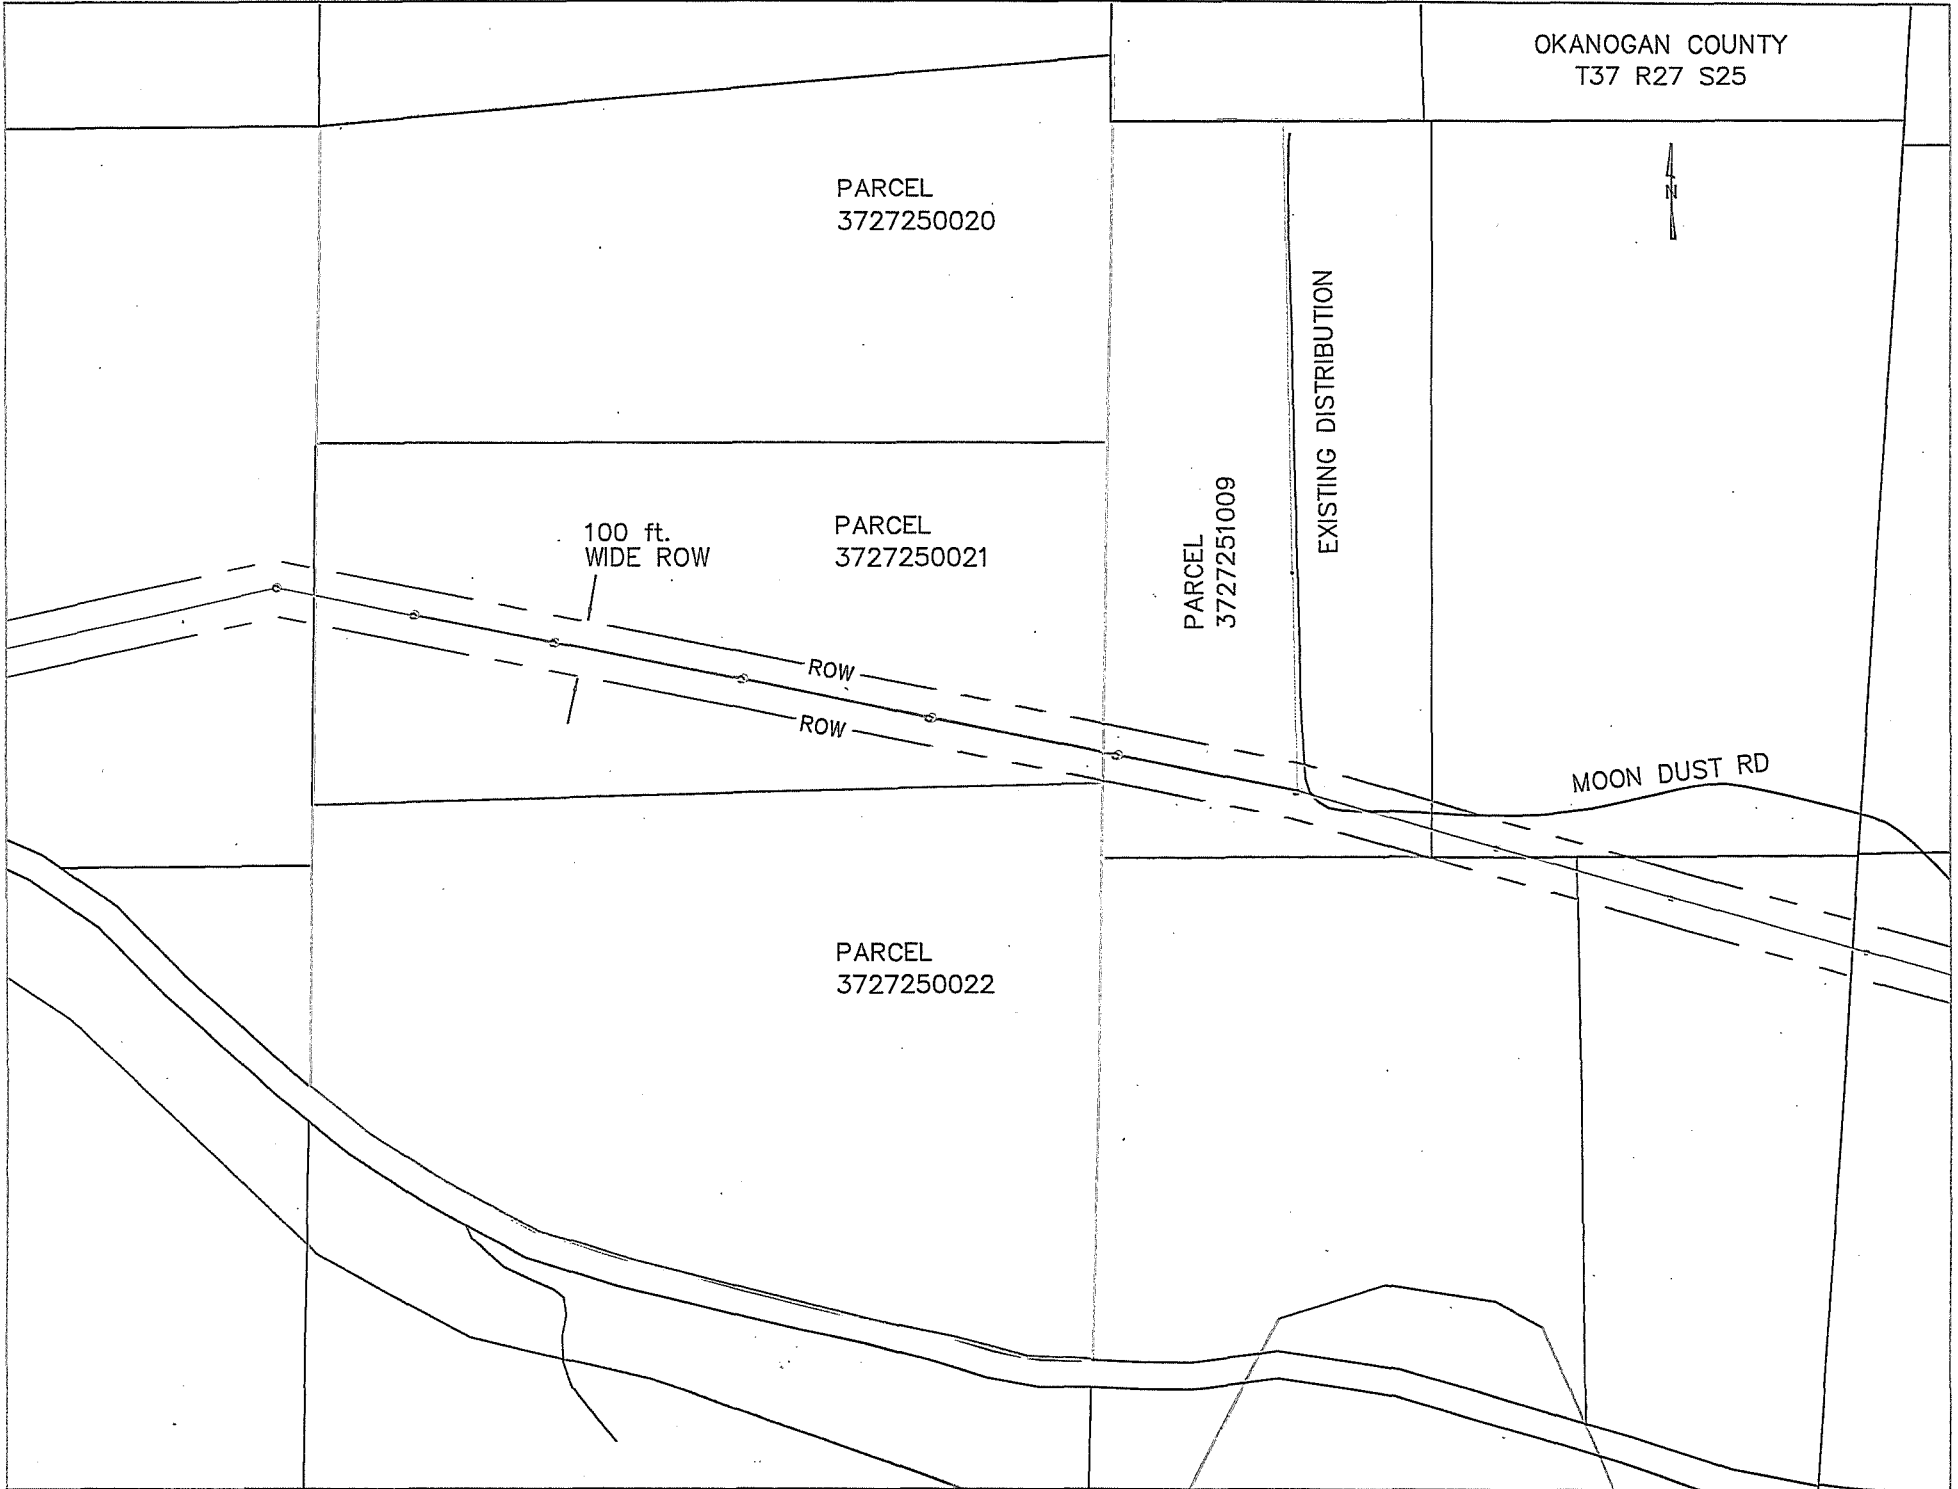 OKANOGAN COUNTY
T37 R27 S25
N
PARCEL
3727250020
EXISTING DISTRIBUTION
PARCEL
3727251009
100 ft.
WIDE ROW
PARCEL
3727250021
ROW
ROW
MOON DUST RD
PARCEL
3727250022